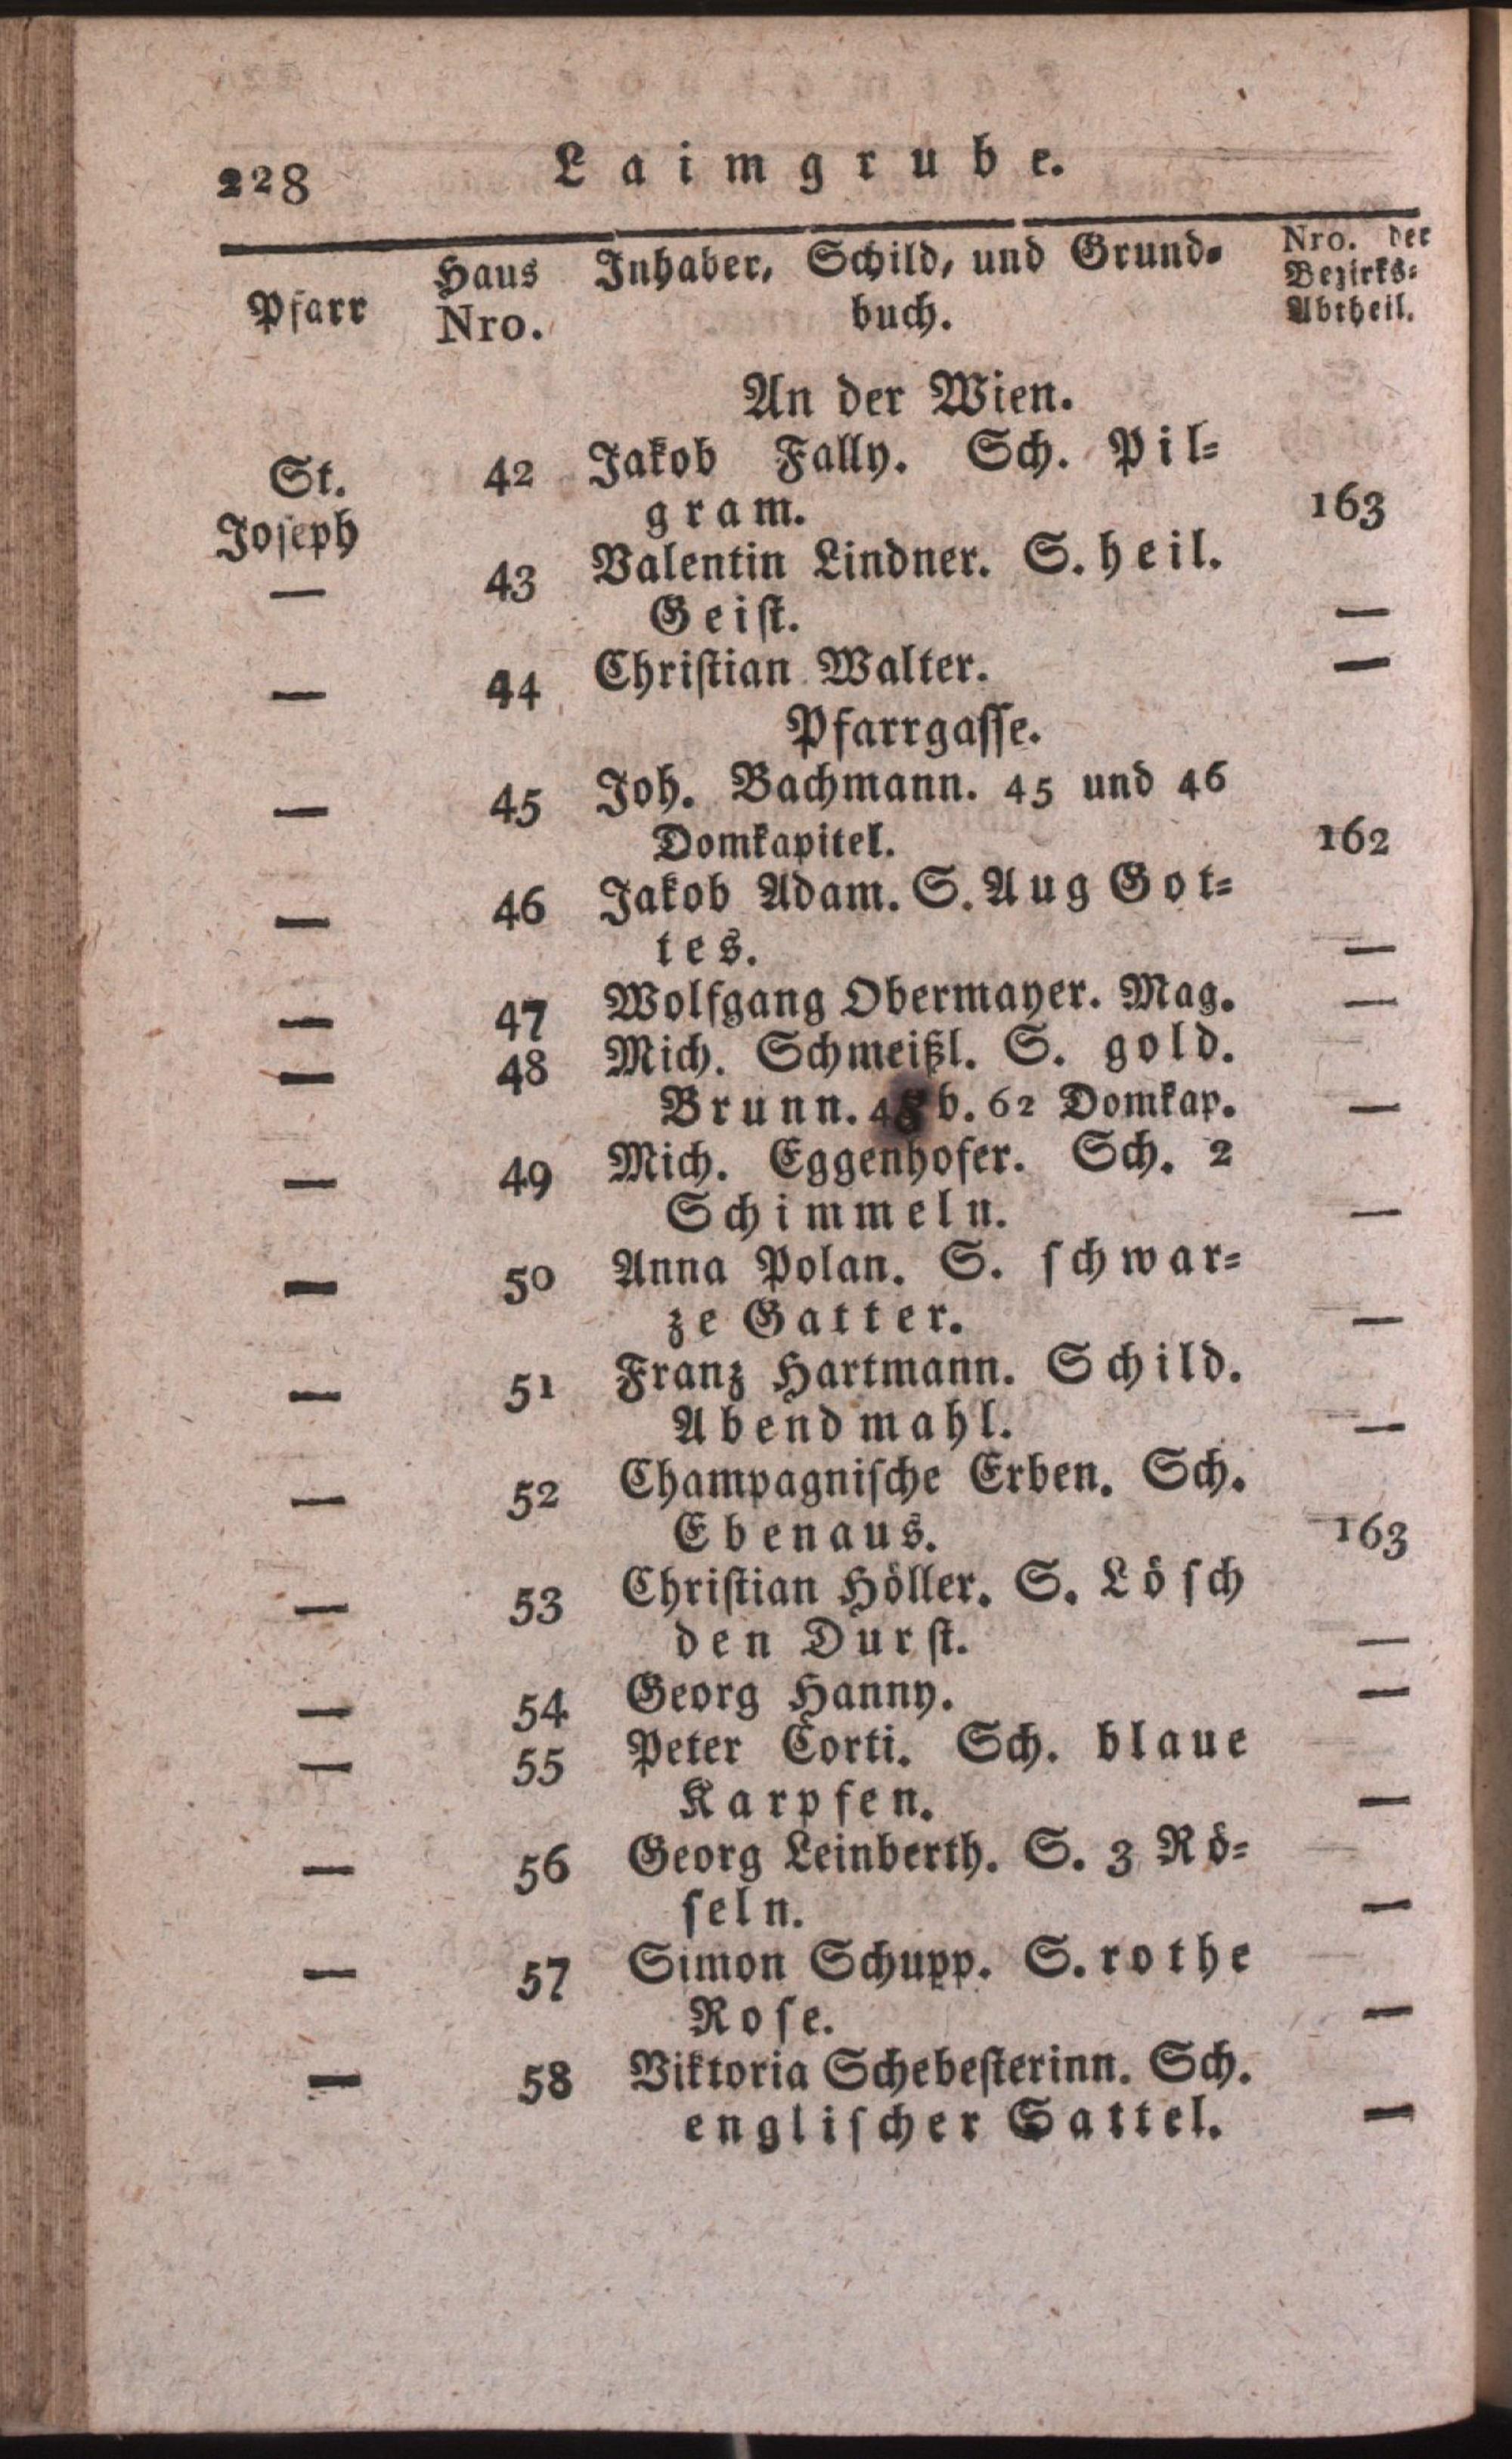 228 Laimgrube.
Pfarr Haus Nro. Inhaber, Schild, und Grund-buch. Nro. der Bezirks-Abtheil.
An der Wien.
St. 42 Jakob Fally. Sch. Pil-
Joseph gram. 163
— 43 Valentin Lindner. S. heil.
Geist. —
— 44 Christian Walter. —
Pfarrgasse.
— 45 Joh. Bachmann. 45 und 46
Domkapitel. 162
— 46 Jakob Adam. S. Aug Got-
tes. —
— 47 Wolfgang Obermayer. Mag. —
— 48 Mich. Schmeißl. S. gold.
Brunn. b. 62 Domkap. —
— 49 Mich. Eggenhofer. Sch. 2
Schimmeln. —
— 50 Anna Polan. S. schwar-
ze Gatter. —
— 51 Franz Hartmann. Schild.
Abendmahl. —
— 52 Champagnische Erben. Sch.
Ebenaus. 163
— 53 Christian Höller. S. Lösch
den Durst. —
— 54 Georg Hanny. —
— 55 Peter Corti. Sch. blaue
Karpfen. —
— 56 Georg Leinberth. S. 3 Rö-
seln. —
— 57 Simon Schupp. S. rothe
Rose. —
— 58 Viktoria Schebesterinn. Sch.
englischer Sattel. —